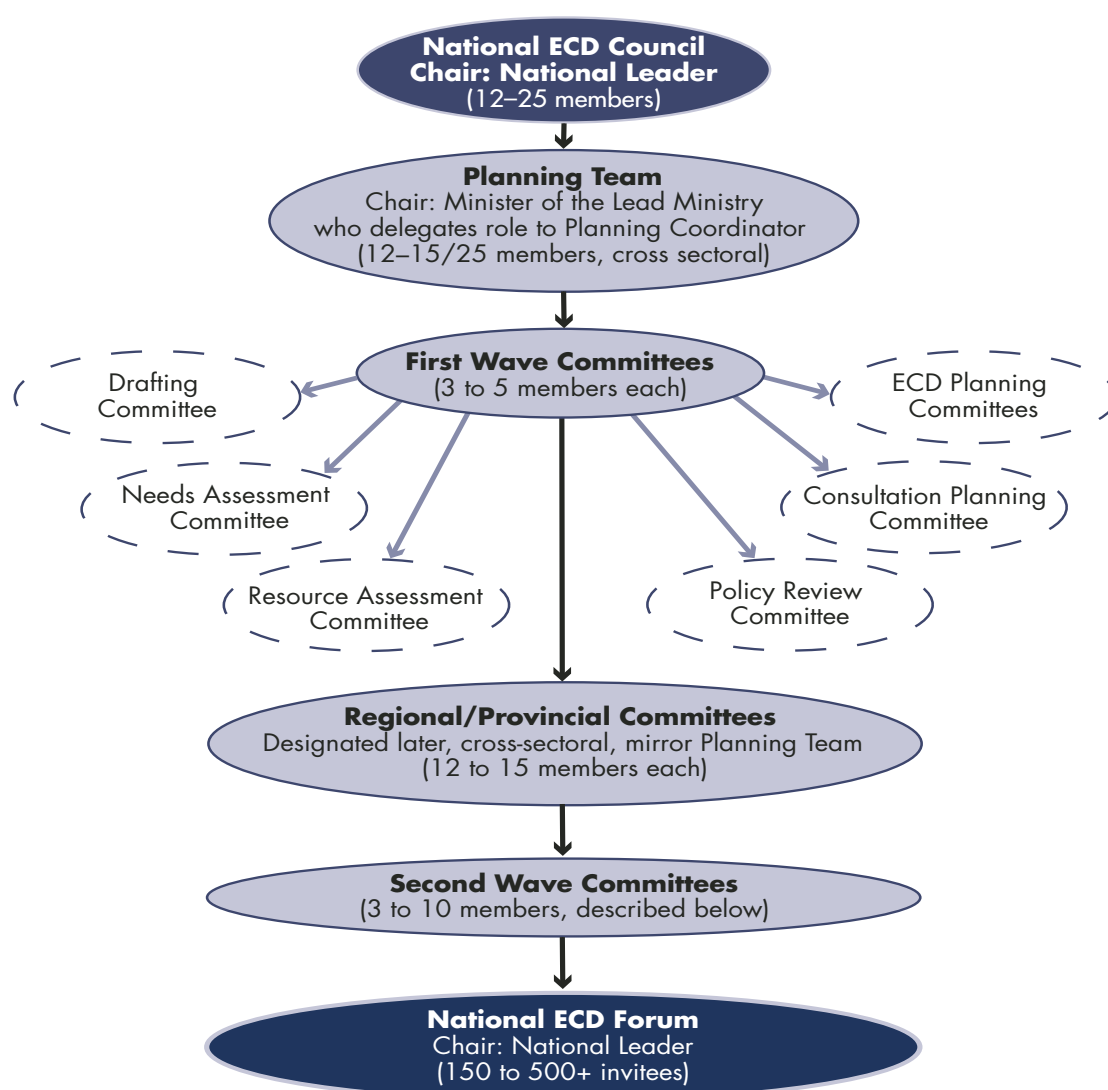 National ECD Council
Chair: National Leader
(12–25 members)
Planning Team
Chair: Minister of the Lead Ministry
who delegates role to Planning Coordinator
(12–15/25 members, cross sectoral)
First Wave Committees
(3 to 5 members each)
Drafting
Committee
ECD Planning
Committees
Needs Assessment
Committee
Consultation Planning
Committee
Resource Assessment
Committee
Policy Review
Committee
Regional/Provincial Committees
Designated later, cross-sectoral, mirror Planning Team
(12 to 15 members each)
Second Wave Committees
(3 to 10 members, described below)
National ECD Forum
Chair: National Leader
(150 to 500+ invitees)